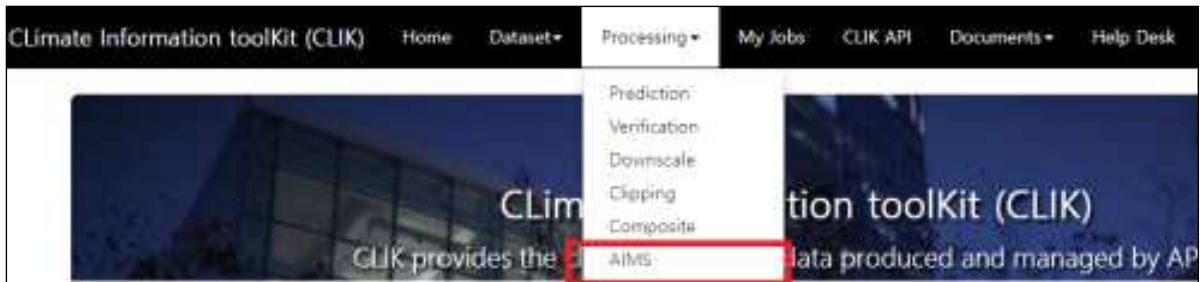 CLimate Information toolKit (CLIK) Home Dataset Processing My Jobs CLIK API Documents Help Desk
Prediction
Verification
Downscale
Clipping
Composite
AIMS
CLim tion toolKit (CLIK)
CLIK provides the data produced and managed by AP